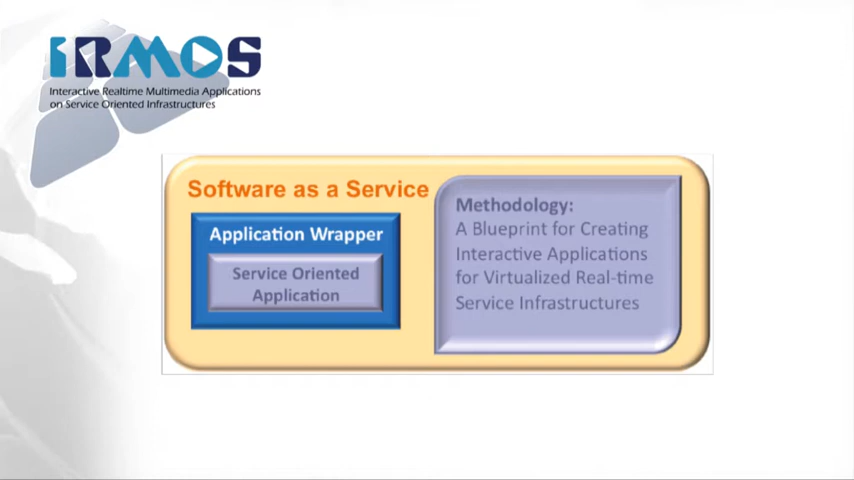 IRMOS
Interactive Realtime Multimedia Applications
on Service Oriented Infrastructures
Software as a Service
Application Wrapper
Service Oriented
Application
Methodology:
A Blueprint for Creating
Interactive Applications
for Virtualized Real-time
Service Infrastructures